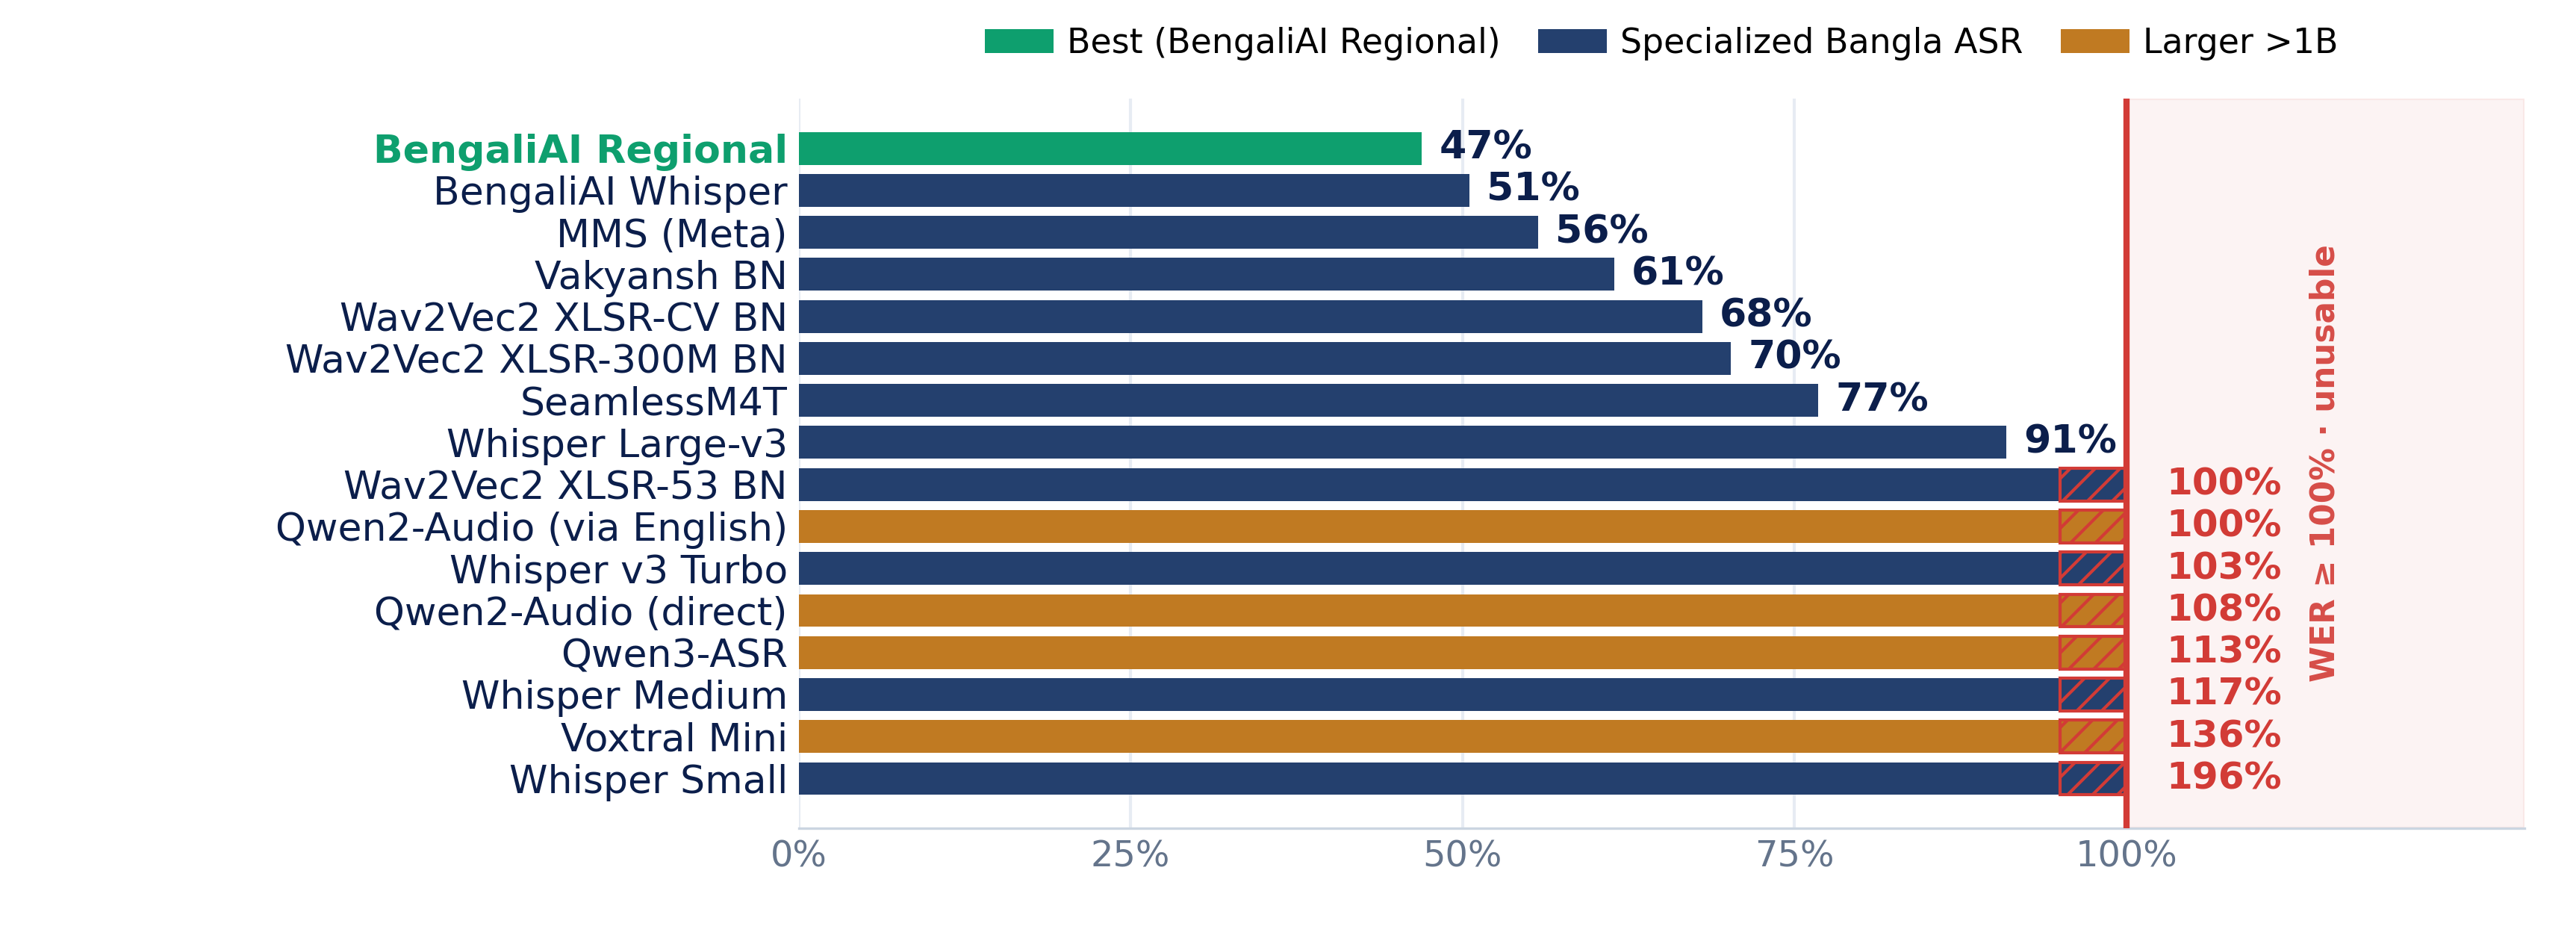 Best (BengaliAI Regional) Specialized Bangla ASR Larger >1B
BengaliAI Regional 47%
BengaliAI Whisper 51%
MMS (Meta) 56%
Vakyansh BN 61%
Wav2Vec2 XLSR-CV BN 68%
Wav2Vec2 XLSR-300M BN 70%
SeamlessM4T 77%
Whisper Large-v3 91%
Wav2Vec2 XLSR-53 BN 100%
Qwen2-Audio (via English) 100%
Whisper v3 Turbo 103%
Qwen2-Audio (direct) 108%
Qwen3-ASR 113%
Whisper Medium 117%
Voxtral Mini 136%
Whisper Small 196%
WER ≥ 100% · unusable
0% 25% 50% 75% 100%